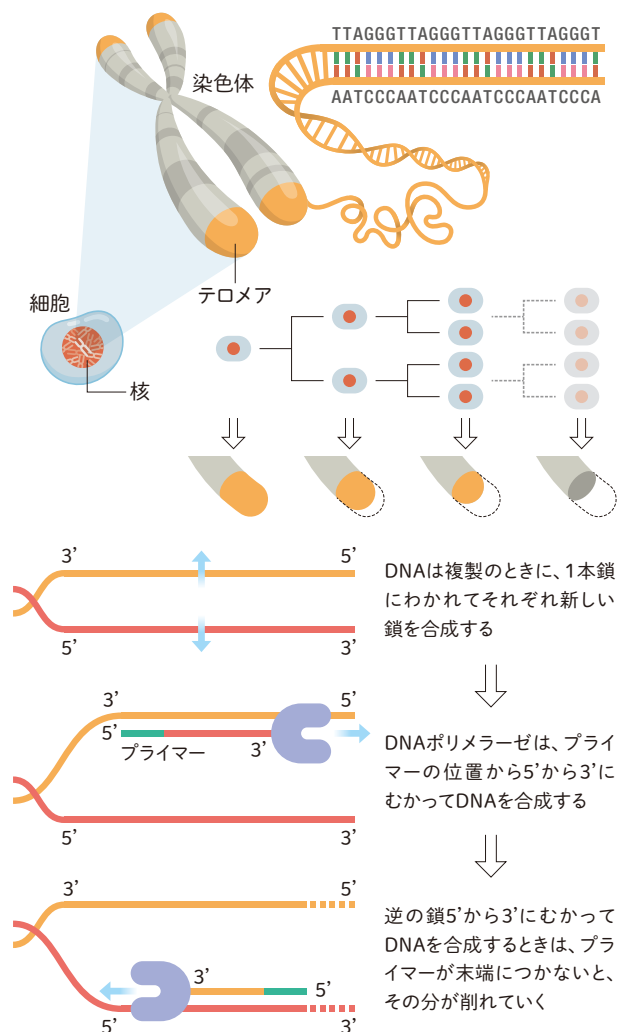 TTAGGGTTAGGGTTAGGGTTAGGGT
AATCCCAATCCCAATCCCAATCCCA
染色体
テロメア
細胞
核
3’
5’
5’
3’
DNAは複製のときに、1本鎖
にわかれてそれぞれ新しい
鎖を合成する
3’
5’
5’
プライマー
3’
5’
3’
DNAポリメラーゼは、プライ
マーの位置から5’から3’に
むかってDNAを合成する
3’
5’
3’
5’
5’
3’
逆の鎖5’から3’にむかって
DNAを合成するときは、プラ
イマーが末端につかないと、
その分が削れていく